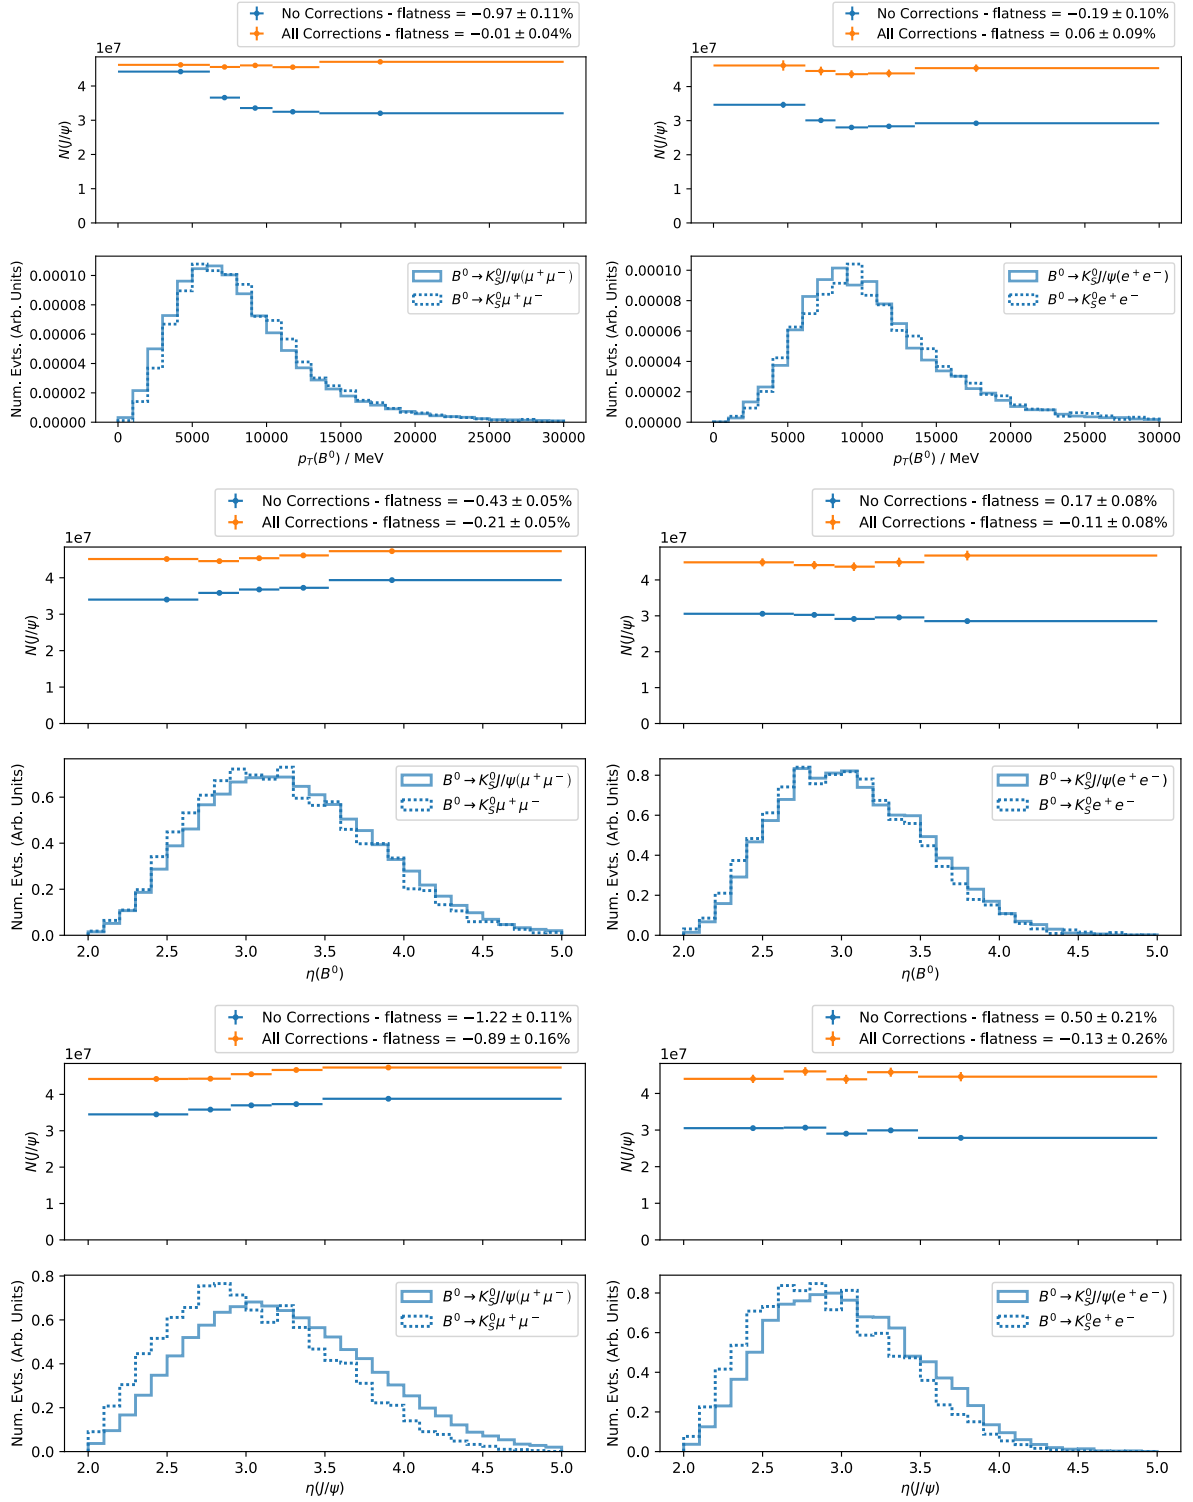 No Corrections - flatness = −0.97 ± 0.11%
All Corrections - flatness = −0.01 ± 0.04%
1e7
4
3
2
1
0
N(J/ψ)
0.00010
0.00008
0.00006
0.00004
0.00002
0.00000
Num. Evts. (Arb. Units)
B⁰ → K_S⁰ J/ψ(μ⁺μ⁻)
B⁰ → K_S⁰ μ⁺μ⁻
0 5000 10000 15000 20000 25000 30000
p_T(B⁰) / MeV
No Corrections - flatness = −0.19 ± 0.10%
All Corrections - flatness = 0.06 ± 0.09%
1e7
4
3
2
1
0
N(J/ψ)
0.00010
0.00008
0.00006
0.00004
0.00002
0.00000
Num. Evts. (Arb. Units)
B⁰ → K_S⁰ J/ψ(e⁺e⁻)
B⁰ → K_S⁰ e⁺e⁻
0 5000 10000 15000 20000 25000 30000
p_T(B⁰) / MeV
No Corrections - flatness = −0.43 ± 0.05%
All Corrections - flatness = −0.21 ± 0.05%
1e7
4
3
2
1
0
N(J/ψ)
0.6
0.4
0.2
0.0
Num. Evts. (Arb. Units)
B⁰ → K_S⁰ J/ψ(μ⁺μ⁻)
B⁰ → K_S⁰ μ⁺μ⁻
2.0 2.5 3.0 3.5 4.0 4.5 5.0
η(B⁰)
No Corrections - flatness = 0.17 ± 0.08%
All Corrections - flatness = −0.11 ± 0.08%
1e7
4
3
2
1
0
N(J/ψ)
0.8
0.6
0.4
0.2
0.0
Num. Evts. (Arb. Units)
B⁰ → K_S⁰ J/ψ(e⁺e⁻)
B⁰ → K_S⁰ e⁺e⁻
2.0 2.5 3.0 3.5 4.0 4.5 5.0
η(B⁰)
No Corrections - flatness = −1.22 ± 0.11%
All Corrections - flatness = −0.89 ± 0.16%
1e7
4
3
2
1
0
N(J/ψ)
0.8
0.6
0.4
0.2
0.0
Num. Evts. (Arb. Units)
B⁰ → K_S⁰ J/ψ(μ⁺μ⁻)
B⁰ → K_S⁰ μ⁺μ⁻
2.0 2.5 3.0 3.5 4.0 4.5 5.0
η(J/ψ)
No Corrections - flatness = 0.50 ± 0.21%
All Corrections - flatness = −0.13 ± 0.26%
1e7
4
3
2
1
0
N(J/ψ)
0.8
0.6
0.4
0.2
0.0
Num. Evts. (Arb. Units)
B⁰ → K_S⁰ J/ψ(e⁺e⁻)
B⁰ → K_S⁰ e⁺e⁻
2.0 2.5 3.0 3.5 4.0 4.5 5.0
η(J/ψ)